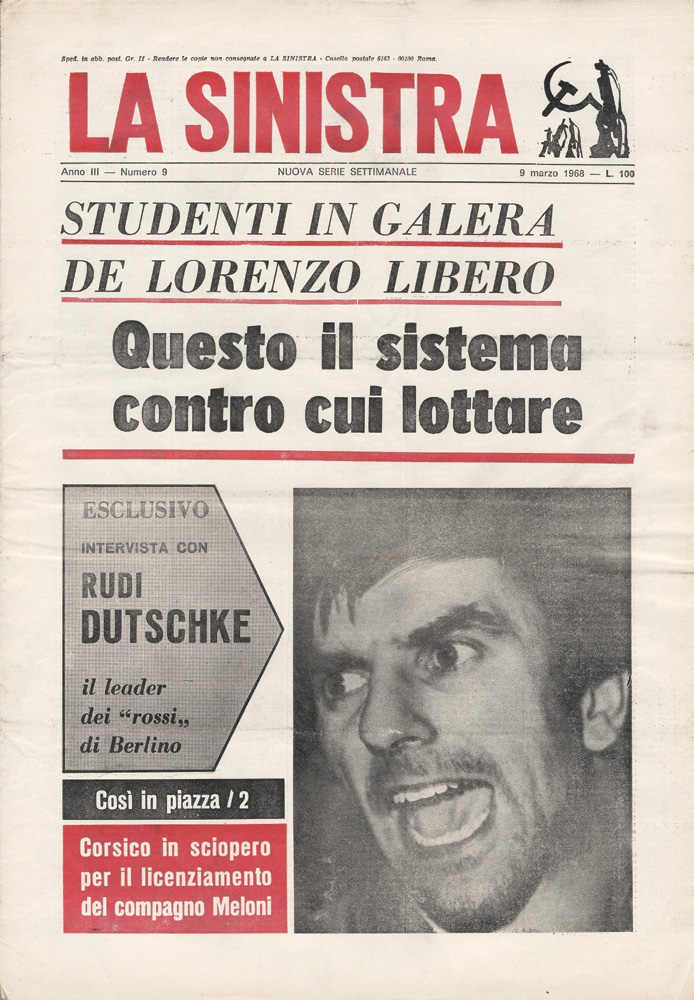 Sped. in abb. post. Gr. II - Rendere le copie non consegnate a LA SINISTRA - Casella postale 6163 - 00100 Roma.
LA SINISTRA
Anno III — Numero 9 NUOVA SERIE SETTIMANALE 9 marzo 1968 — L. 100
STUDENTI IN GALERA
DE LORENZO LIBERO
Questo il sistema
contro cui lottare
ESCLUSIVO
INTERVISTA CON
RUDI
DUTSCHKE
il leader
dei “rossi„
di Berlino
Così in piazza / 2
Corsico in sciopero
per il licenziamento
del compagno Meloni